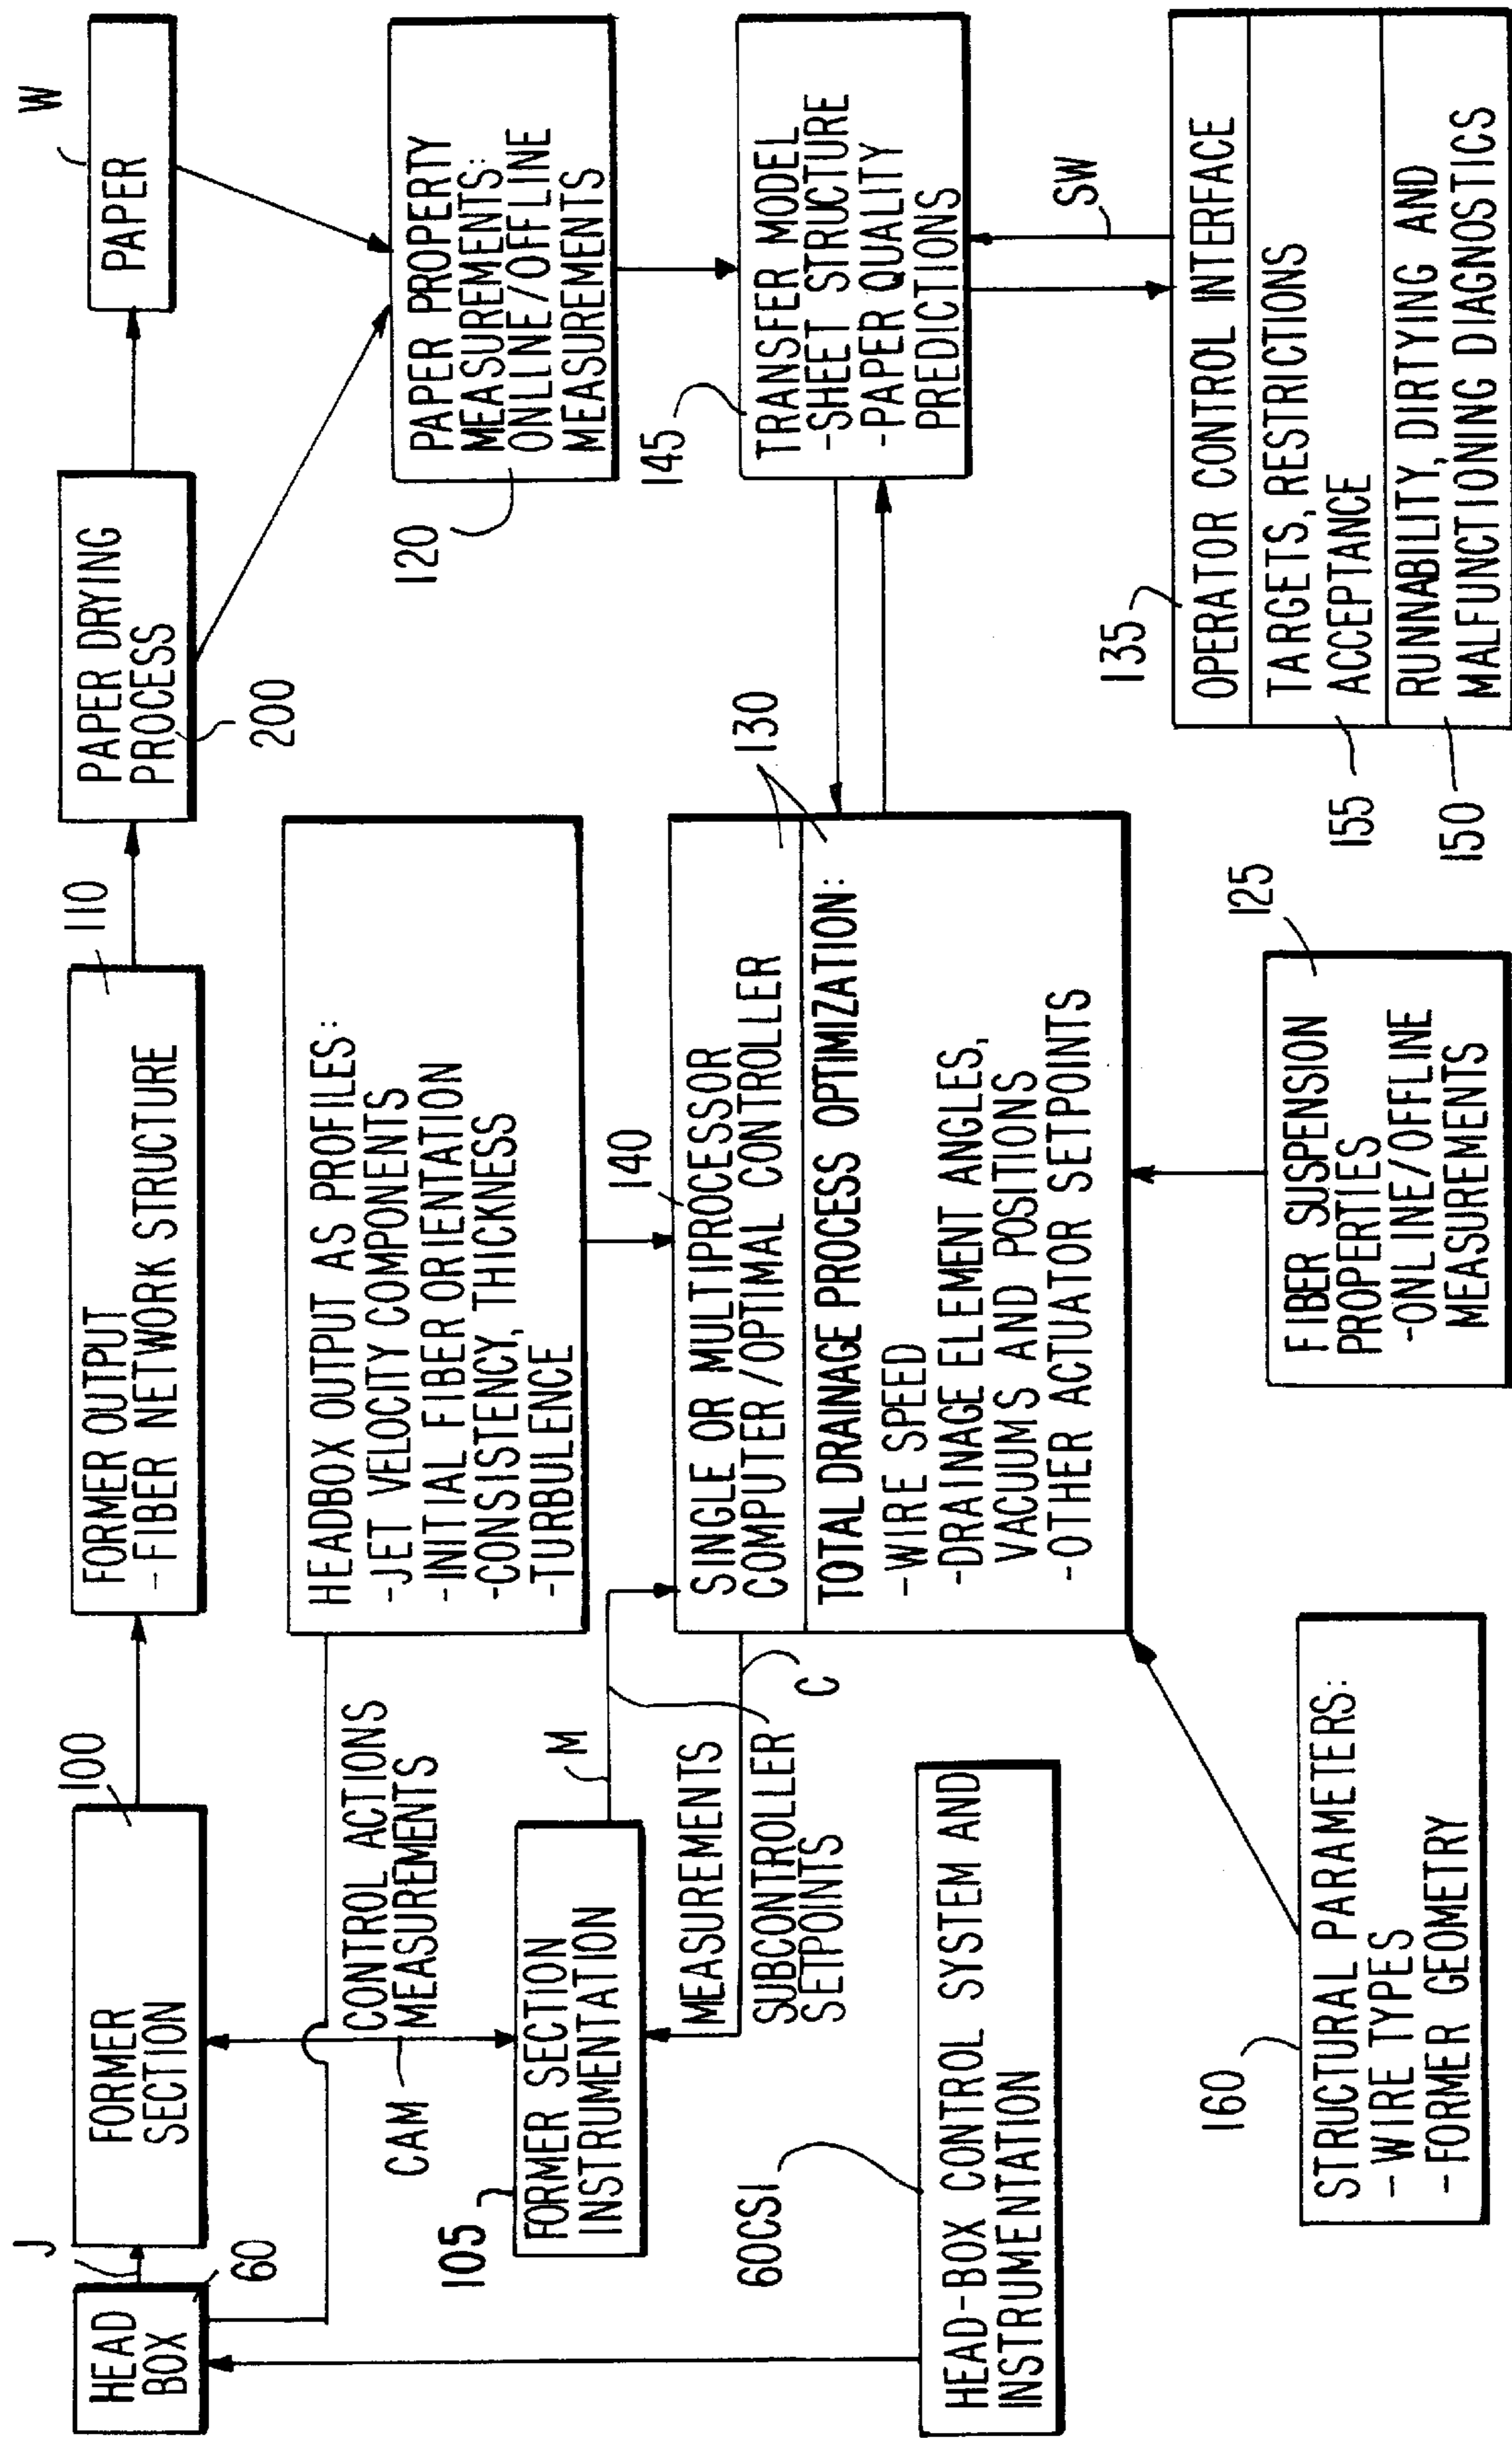 J
HEAD
BOX
60
FORMER
SECTION
100
FORMER OUTPUT
- FIBER NETWORK STRUCTURE
110
PAPER DRYING
PROCESS
200
PAPER
W
CONTROL ACTIONS
MEASUREMENTS
CAM
HEADBOX OUTPUT AS PROFILES:
-JET VELOCITY COMPONENTS
-INITIAL FIBER ORIENTATION
-CONSISTENCY, THICKNESS
-TURBULENCE
PAPER PROPERTY
MEASUREMENTS:
ONLINE/OFFLINE
MEASUREMENTS
120
105
FORMER SECTION
INSTRUMENTATION
M
MEASUREMENTS
SUBCONTROLLER
SETPOINTS
C
140
SINGLE OR MULTIPROCESSOR
COMPUTER/OPTIMAL CONTROLLER
130
TOTAL DRAINAGE PROCESS OPTIMIZATION:
-WIRE SPEED
-DRAINAGE ELEMENT ANGLES,
VACUUMS AND POSITIONS
-OTHER ACTUATOR SETPOINTS
145
TRANSFER MODEL
-SHEET STRUCTURE
-PAPER QUALITY
PREDICTIONS
SW
60CSI
HEAD-BOX CONTROL SYSTEM AND
INSTRUMENTATION
160
STRUCTURAL PARAMETERS:
-WIRE TYPES
-FORMER GEOMETRY
125
FIBER SUSPENSION
PROPERTIES
-ONLINE/OFFLINE
MEASUREMENTS
135
OPERATOR CONTROL INTERFACE
TARGETS, RESTRICTIONS
ACCEPTANCE
155
RUNNABILITY, DIRTYING AND
MALFUNCTIONING DIAGNOSTICS
150